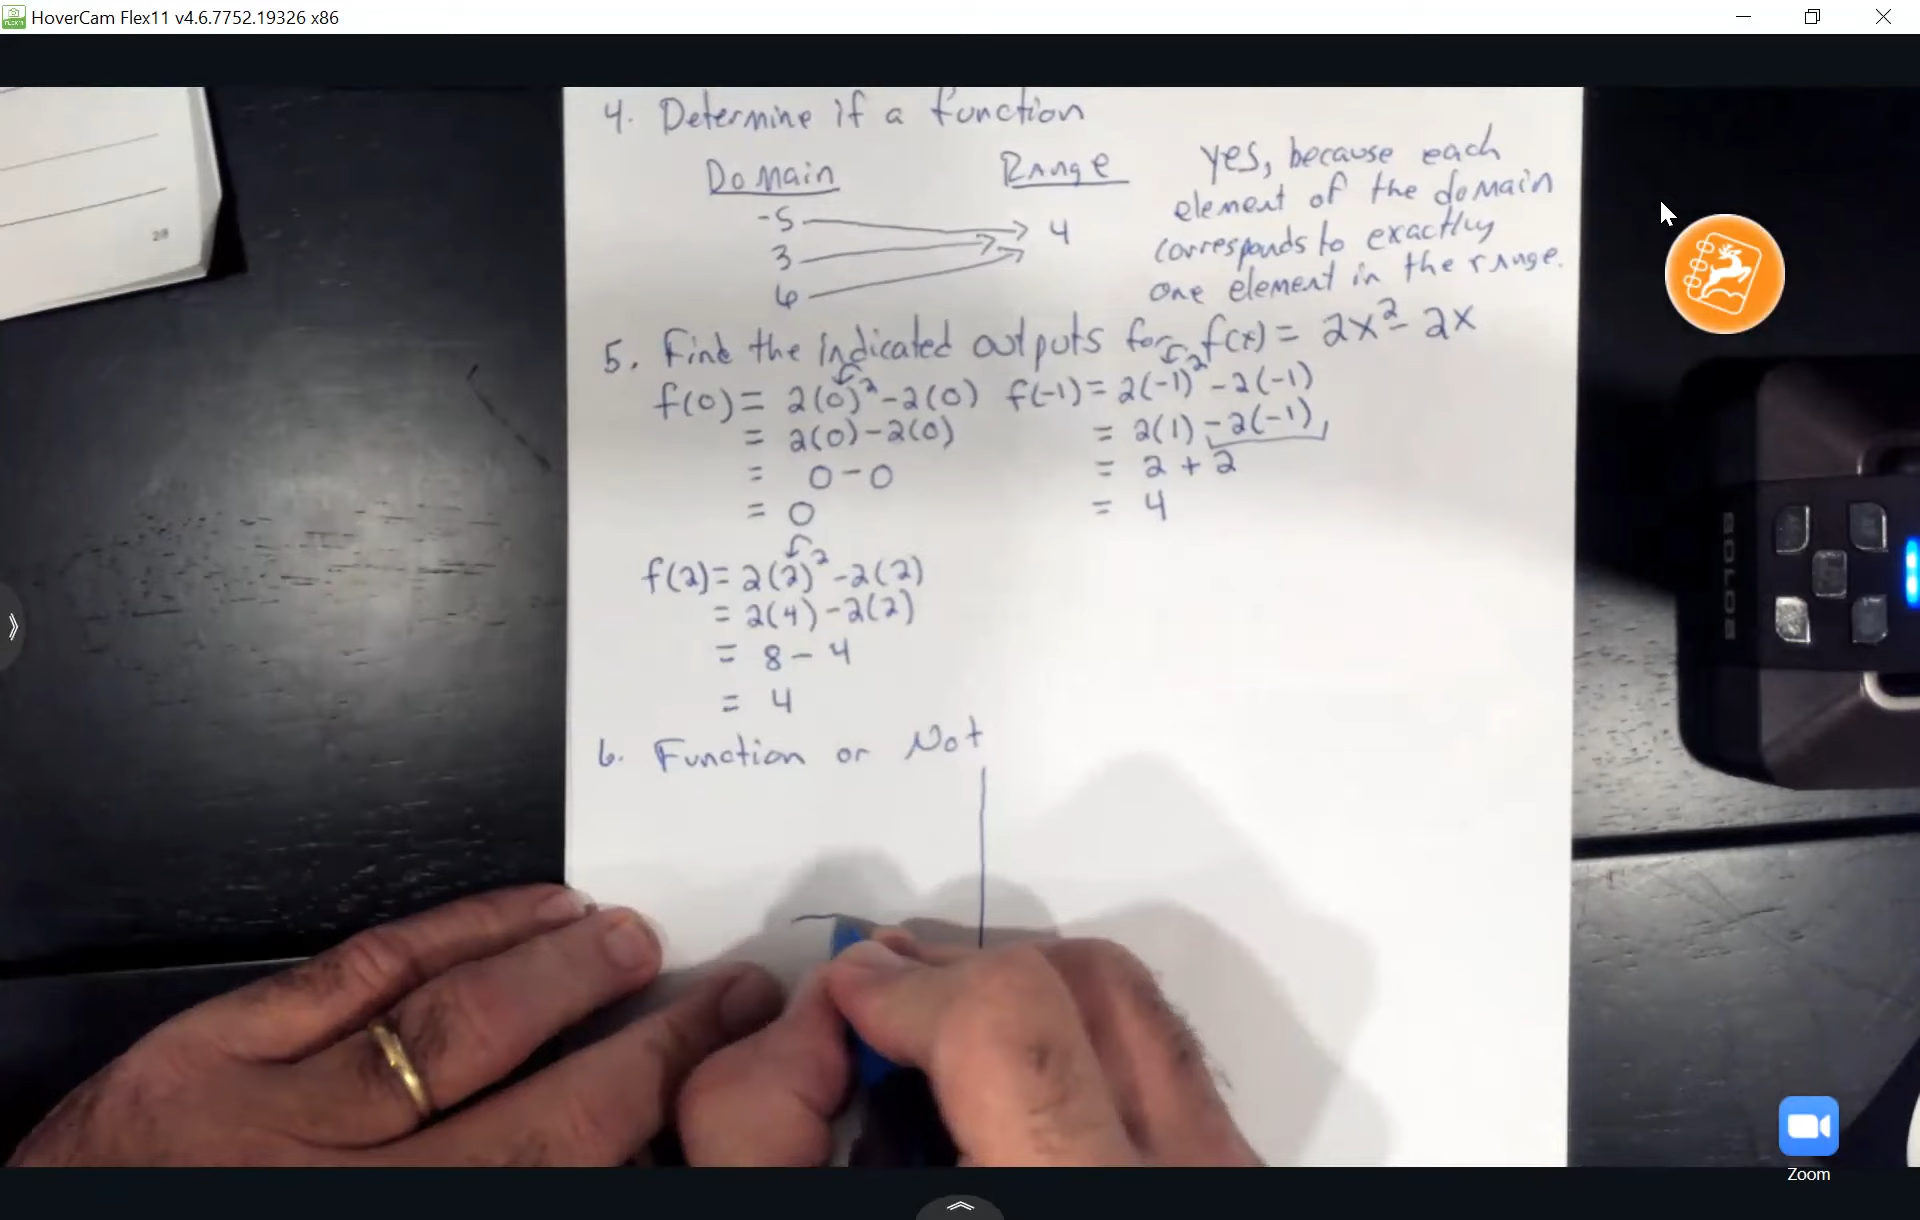 HoverCam Flex11 v4.6.7752.19326 x86
28
4. Determine if a function
Domain Range
-5
3 4
6
yes, because each
element of the domain
corresponds to exactly
one element in the range.
5. Find the indicated outputs for f(x) = 2x² - 2x
f(0) = 2(0)² - 2(0) f(-1) = 2(-1)² - 2(-1)
= 2(0) - 2(0) = 2(1) - 2(-1)
= 0 - 0 = 2 + 2
= 0 = 4
f(2) = 2(2)² - 2(2)
= 2(4) - 2(2)
= 8 - 4
= 4
6. Function or Not
Zoom